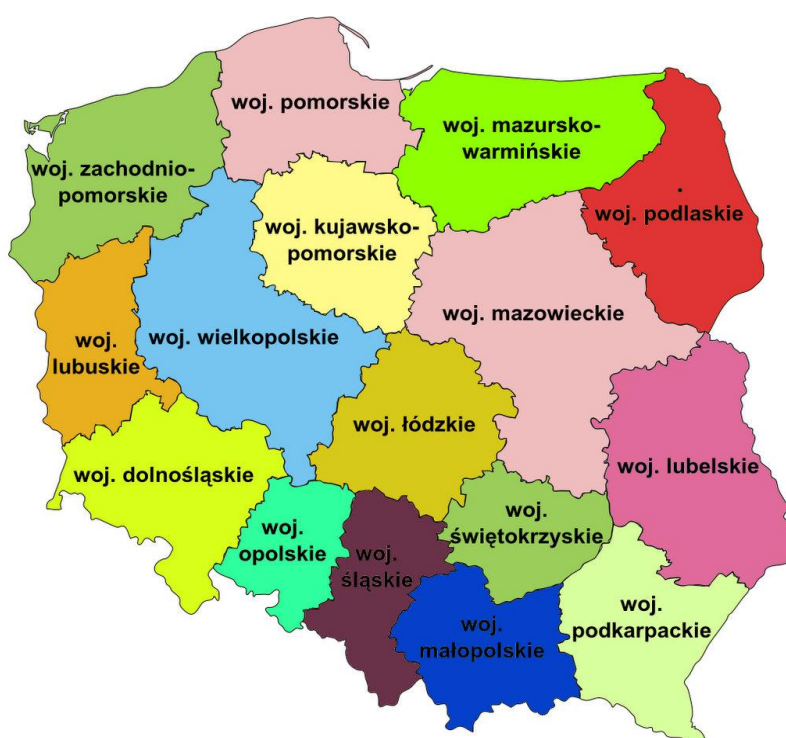 woj. pomorskie
woj. mazursko-
warmińskie
woj. zachodnio-
pomorskie
woj. podlaskie
woj. kujawsko-
pomorskie
woj. mazowieckie
woj.
lubuskie
woj. wielkopolskie
woj. łódzkie
woj. lubelskie
woj. dolnośląskie
woj.
opolskie
woj.
śląskie
woj.
świętokrzyskie
woj.
małopolskie
woj.
podkarpackie